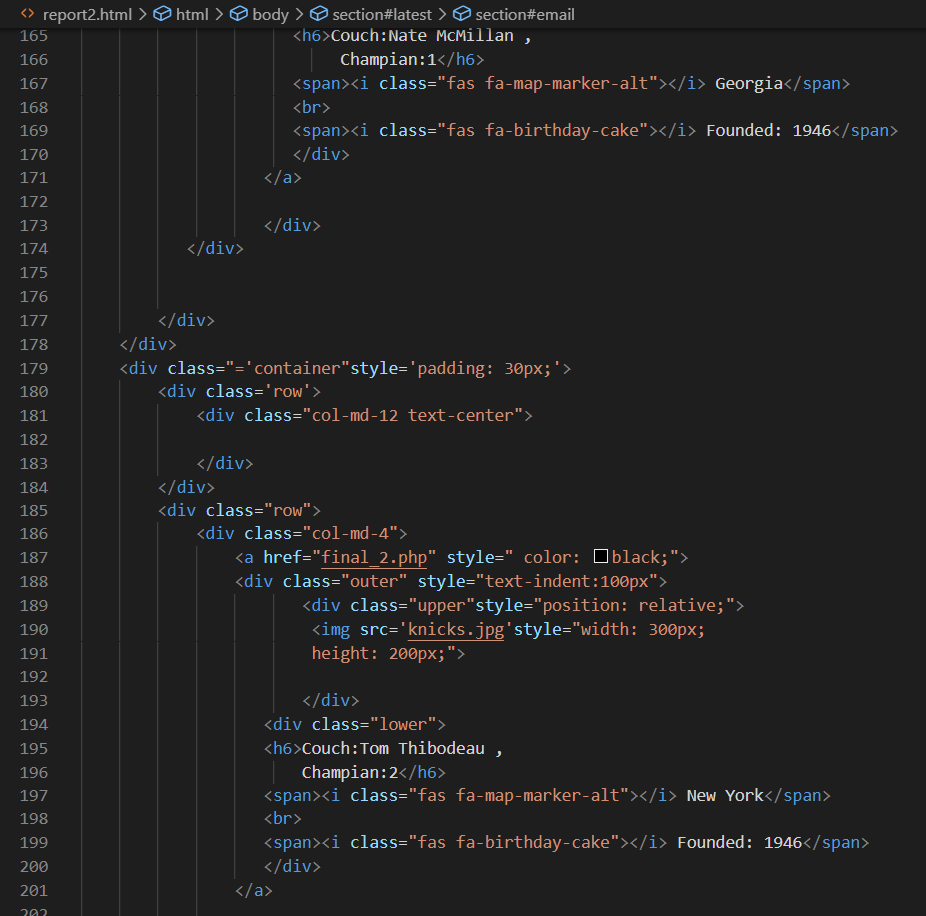 report2.html > html > body > section#latest > section#email
165 <h6>Couch:Nate McMillan ,
166 Champian:1</h6>
167 <span><i class="fas fa-map-marker-alt"></i> Georgia</span>
168 <br>
169 <span><i class="fas fa-birthday-cake"></i> Founded: 1946</span>
170 </div>
171 </a>
172
173 </div>
174 </div>
175
176
177 </div>
178 </div>
179 <div class="='container"style='padding: 30px;'>
180 <div class='row'>
181 <div class="col-md-12 text-center">
182
183 </div>
184 </div>
185 <div class="row">
186 <div class="col-md-4">
187 <a href="final_2.php" style=" color: black;">
188 <div class="outer" style="text-indent:100px">
189 <div class="upper"style="position: relative;">
190 <img src='knicks.jpg'style="width: 300px;
191 height: 200px;">
192
193 </div>
194 <div class="lower">
195 <h6>Couch:Tom Thibodeau ,
196 Champian:2</h6>
197 <span><i class="fas fa-map-marker-alt"></i> New York</span>
198 <br>
199 <span><i class="fas fa-birthday-cake"></i> Founded: 1946</span>
200 </div>
201 </a>
202